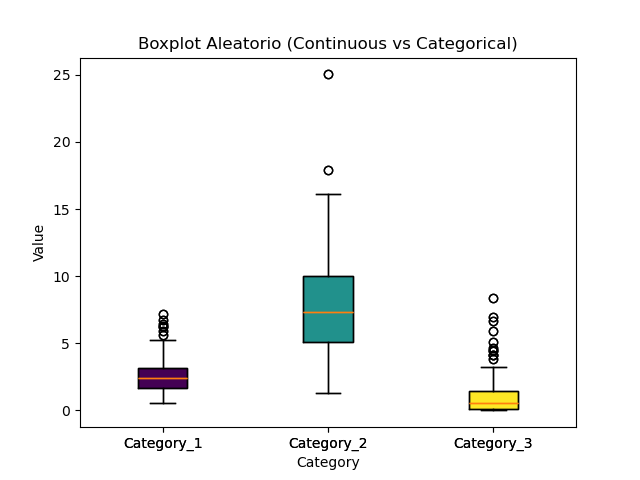 Boxplot Aleatorio (Continuous vs Categorical)
25
20
15
10
5
0
Value
Category_1
Category_2
Category_3
Category